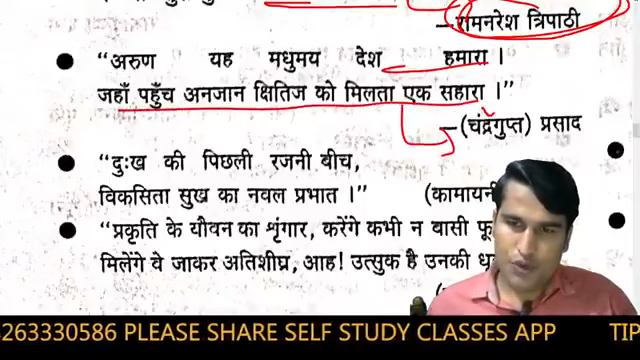 —रामनरेश त्रिपाठी
“अरुण यह मधुमय देश हमारा ।
जहाँ पहुँच अनजान क्षितिज को मिलता एक सहारा ।”
—(चंद्रगुप्त) प्रसाद
“दुःख की पिछली रजनी बीच,
विकसिता सुख का नवल प्रभात ।” (कामायनी
“प्रकृति के यौवन का शृंगार, करेंगे कभी न वासी फू
मिलेंगे वे जाकर अतिशीघ्र, आह! उत्सुक है उनकी धू
8263330586 PLEASE SHARE SELF STUDY CLASSES APP TIP